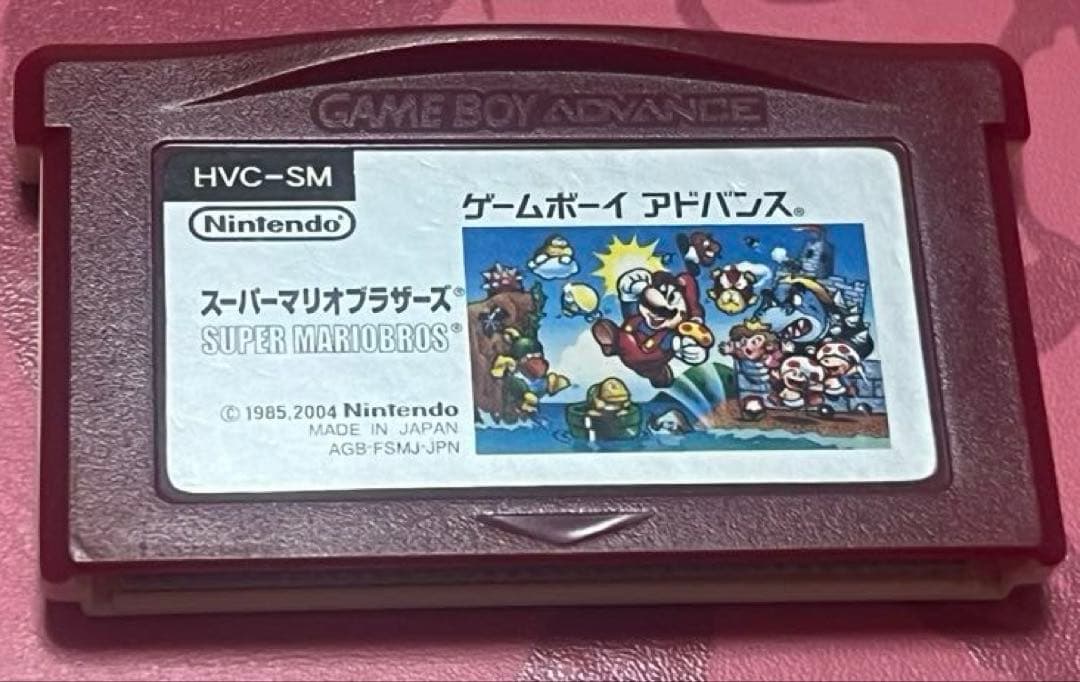 GAME BOY ADVANCE
HVC-SM
Nintendo®
ゲームボーイ アドバンス®
スーパーマリオブラザーズ®
SUPER MARIOBROS®
© 1985,2004 Nintendo
MADE IN JAPAN
AGB-FSMJ-JPN